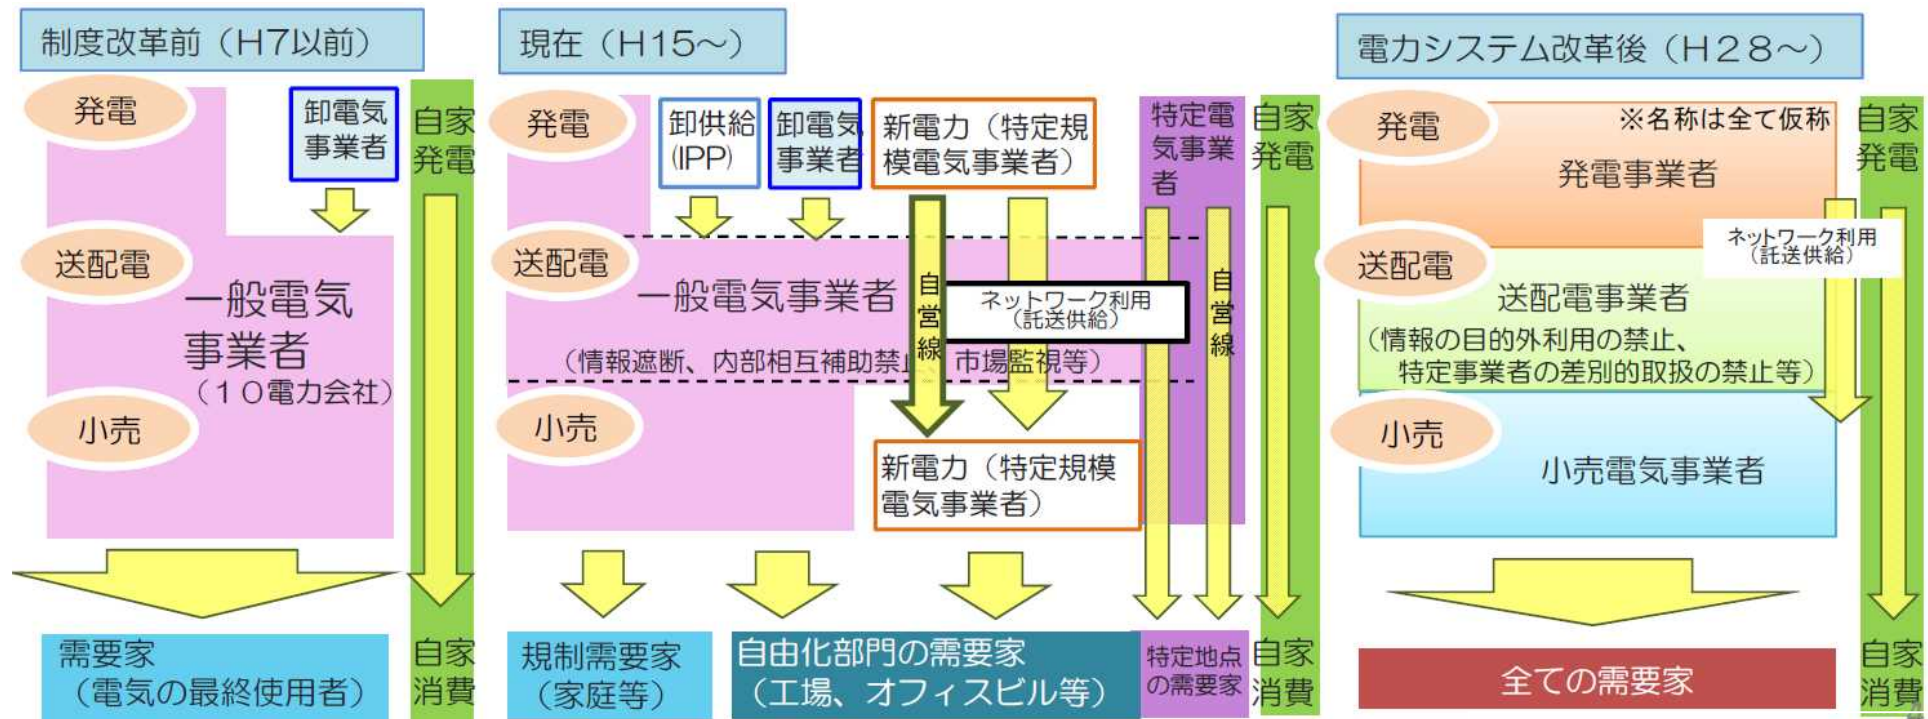 制度改革前（H7以前）
発電
卸電気
事業者
自家
発電
送配電
一般電気
事業者
（１０電力会社）
小売
需要家
（電気の最終使用者）
自家
消費
現在（H15～）
発電
卸供給
(IPP)
卸電気
事業者
新電力（特定規
模電気事業者）
特定電
気事業
者
自家
発電
送配電
一般電気事業者
自営線
ネットワーク利用
（託送供給）
自営線
（情報遮断、内部相互補助禁止、市場監視等）
小売
新電力（特定規模
電気事業者）
規制需要家
（家庭等）
自由化部門の需要家
（工場、オフィスビル等）
特定地点
の需要家
自家
消費
電力システム改革後（H２８～）
発電
※名称は全て仮称
発電事業者
自家
発電
ネットワーク利用
（託送供給）
送配電
送配電事業者
（情報の目的外利用の禁止、
特定事業者の差別的取扱の禁止等）
小売
小売電気事業者
全ての需要家
自家
消費